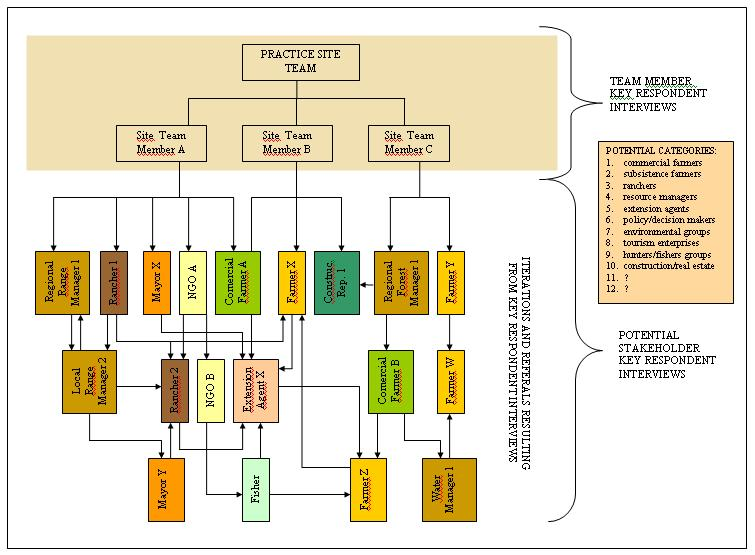 PRACTICE SITE
TEAM
TEAM MEMBER
KEY RESPONDENT
INTERVIEWS
Site Team
Member A
Site Team
Member B
Site Team
Member C
POTENTIAL CATEGORIES:
1. commercial farmers
2. subsistence farmers
3. ranchers
4. resource managers
5. extension agents
6. policy/decision makers
7. environmental groups
8. tourism enterprises
9. hunters/fishers groups
10. construction/real estate
11. ?
12. ?
Regional
Range
Manager 1
Rancher 1
Mayor X
NGO A
Comercial
Farmer A
Farmer X
Construc.
Rep. 1
Regional
Forest
Manager 1
Farmer Y
ITERATIONS AND REFERALS RESULTING
FROM KEY RESPONDENT INTERVIEWS
POTENTIAL
STAKEHOLDER
KEY RESPONDENT
INTERVIEWS
Local
Range
Manager 2
Rancher 2
NGO B
Extension
Agent X
Comercial
Farmer B
Farmer W
Mayor Y
Fisher
Farmer Z
Water
Manager 1